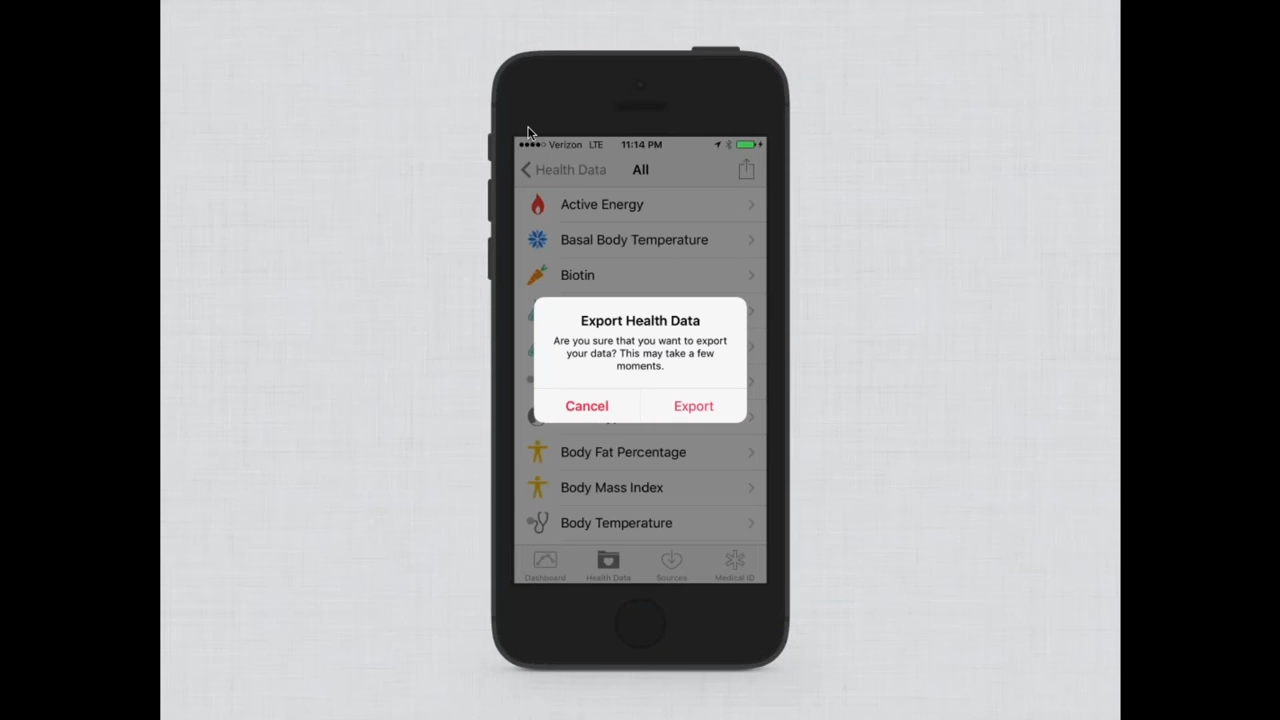 Verizon LTE 11:14 PM
Health Data All
Active Energy
Basal Body Temperature
Biotin
Export Health Data
Are you sure that you want to export
your data? This may take a few
moments.
Cancel Export
Body Fat Percentage
Body Mass Index
Body Temperature
Dashboard Health Data Sources Medical ID